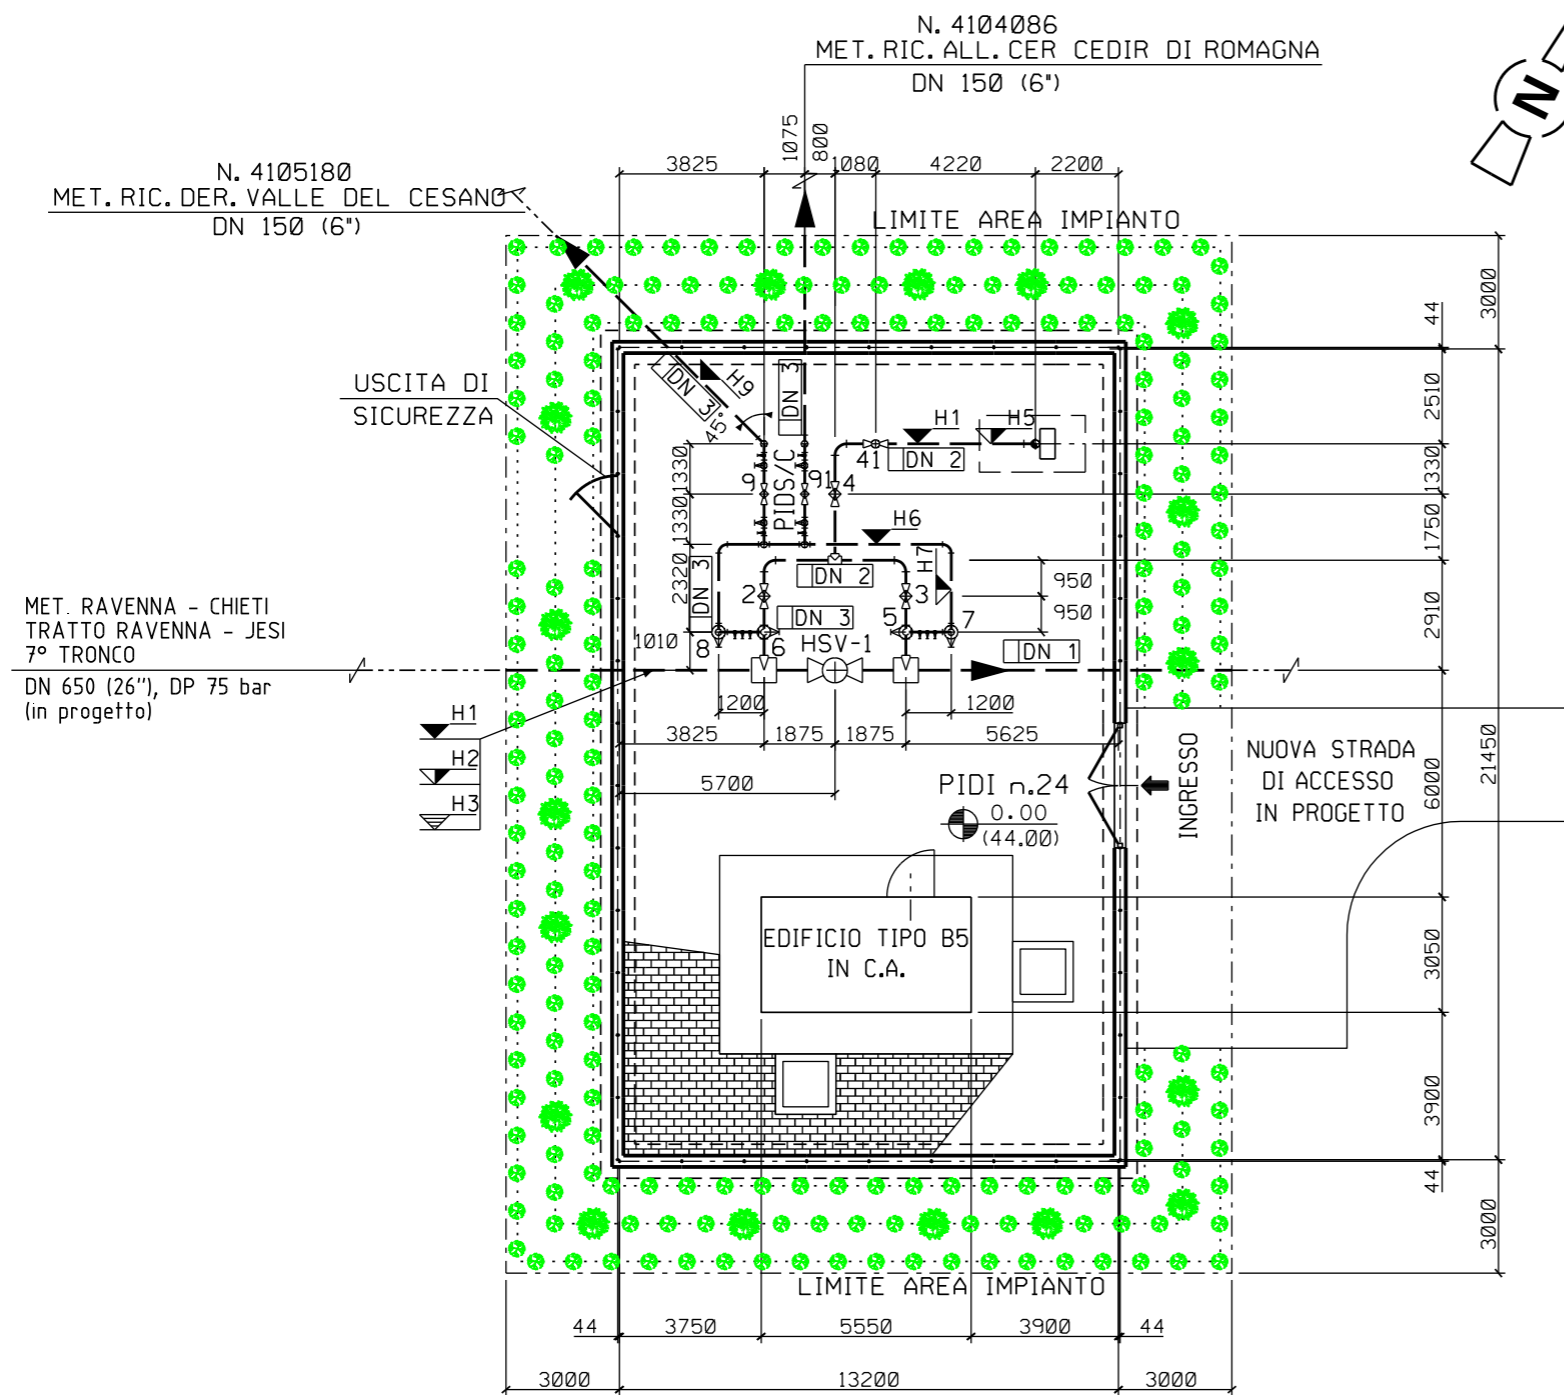 N. 4104086
MET. RIC. ALL. CER CEDIR DI ROMAGNA
DN 150 (6")
N
N. 4105180
MET. RIC. DER. VALLE DEL CESANO
DN 150 (6")
3825
1075
800
1080
4220
2200
LIMITE AREA IMPIANTO
3000
44
USCITA DI
SICUREZZA
DN 3
H9
45°
DN 3
H1
H5
41
DN 2
2510
1330
9
PIDS/C
91
4
1330
1330
H6
1750
2320
DN 3
DN 2
H7
950
2
3
DN 3
950
2910
MET. RAVENNA - CHIETI
TRATTO RAVENNA - JESI
7° TRONCO
DN 650 (26"), DP 75 bar
(in progetto)
1010
8
6
HSV-1
5
7
DN 1
H1
H2
H3
1200
1200
3825
1875
1875
5625
5700
PIDI n.24
0.00
(44.00)
INGRESSO
NUOVA STRADA
DI ACCESSO
IN PROGETTO
6000
21450
EDIFICIO TIPO B5
IN C.A.
3050
3900
44
3000
LIMITE AREA IMPIANTO
44
3750
5550
3900
44
3000
13200
3000